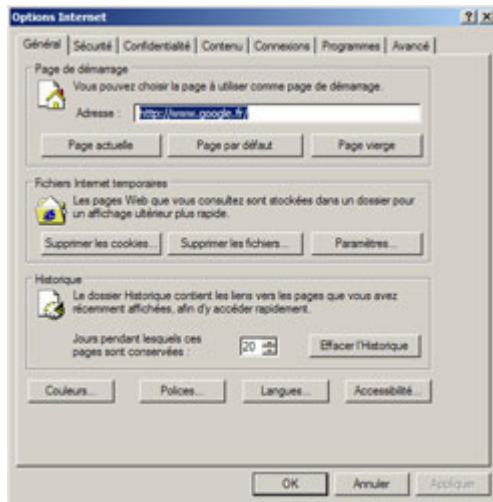 Options Internet
Général Sécurité Confidentialité Contenu Connexions Programmes Avancé
Page de démarrage
Vous pouvez choisir la page à utiliser comme page de démarrage.
Adresse : http://www.google.fr/
Page actuelle Page par défaut Page vierge
Fichiers Internet temporaires
Les pages Web que vous consultez sont stockées dans un dossier pour
un affichage ultérieur plus rapide.
Supprimer les cookies... Supprimer les fichiers... Paramètres...
Historique
Le dossier Historique contient les liens vers les pages que vous avez
récemment affichées, afin d'y accéder rapidement.
Jours pendant lesquels ces
pages sont conservées : 20 Effacer l'Historique
Couleurs... Polices... Langues... Accessibilité...
OK Annuler Appliquer